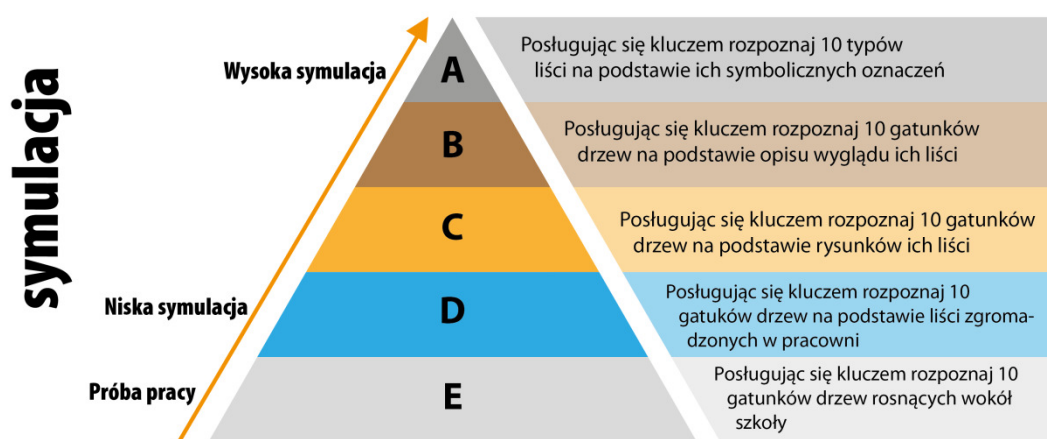 symulacja
Wysoka symulacja
A
Posługując się kluczem rozpoznaj 10 typów
liści na podstawie ich symbolicznych oznaczeń
B
Posługując się kluczem rozpoznaj 10 gatunków
drzew na podstawie opisu wyglądu ich liści
C
Posługując się kluczem rozpoznaj 10 gatunków
drzew na podstawie rysunków ich liści
Niska symulacja
D
Posługując się kluczem rozpoznaj 10
gatuków drzew na podstawie liści zgroma-
dzonych w pracowni
Próba pracy
E
Posługując się kluczem rozpoznaj 10
gatunków drzew rosnących wokół
szkoły